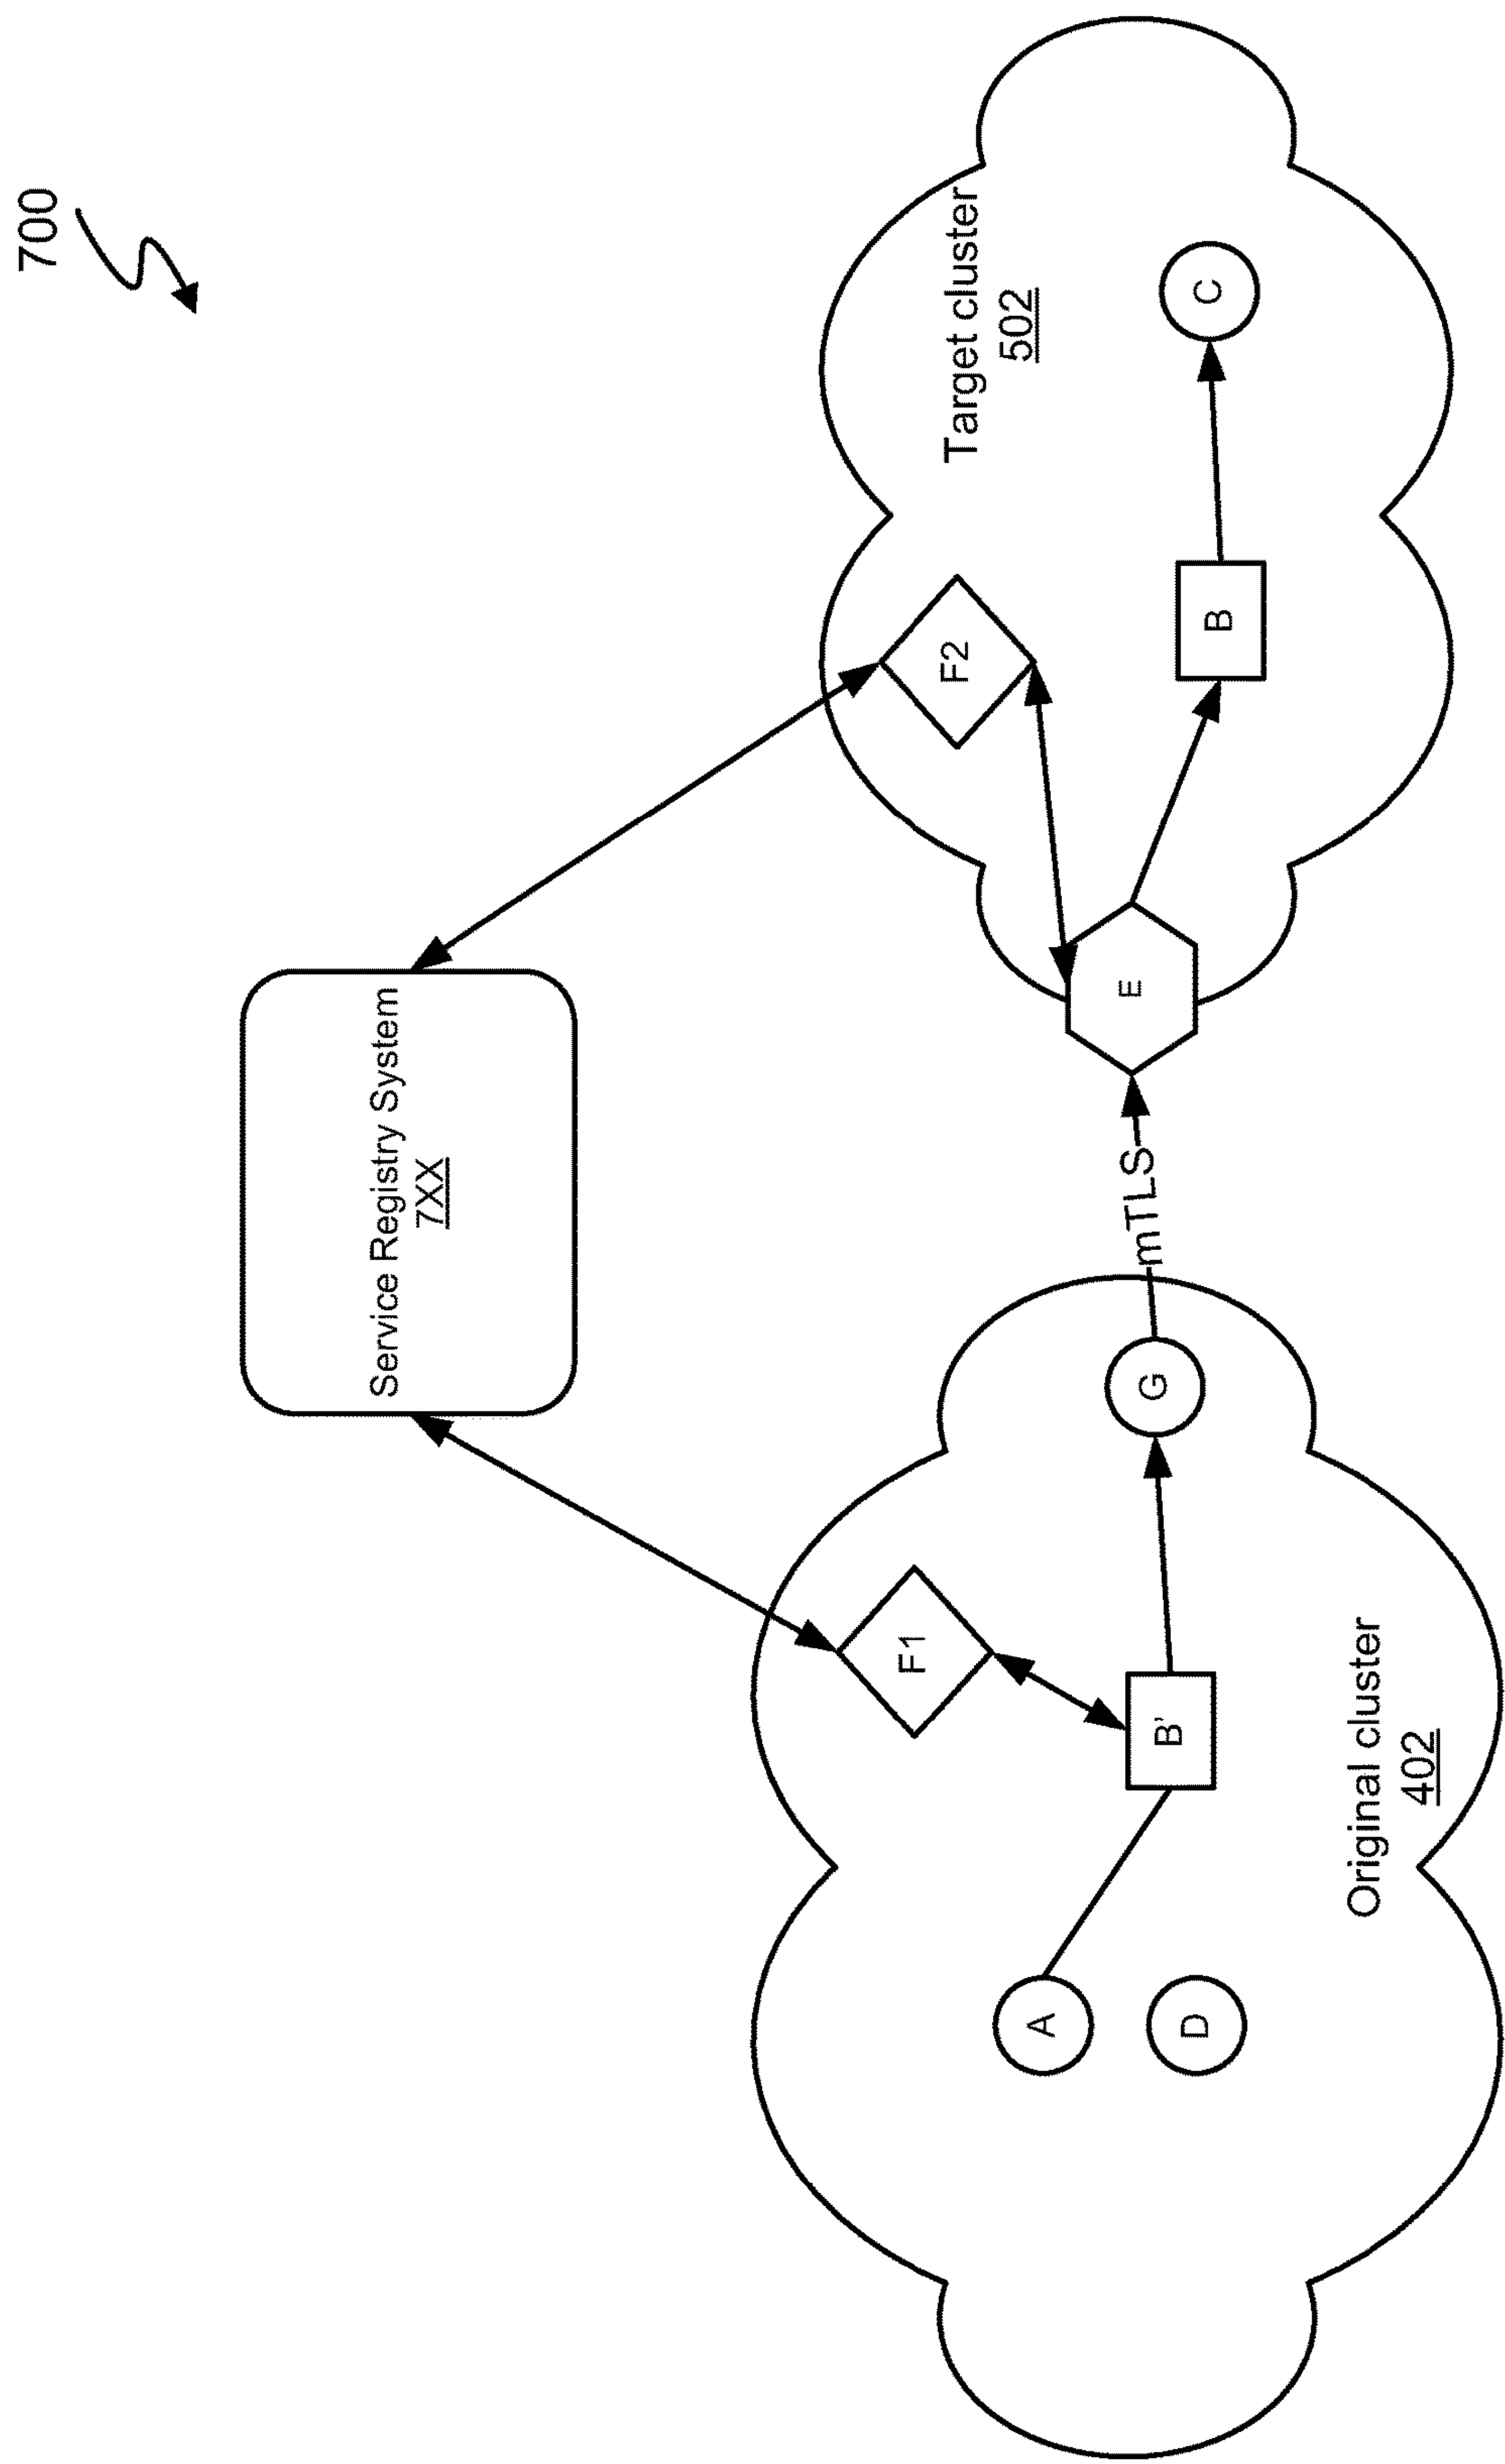 700
Service Registry System
7XX
F1
F2
Target cluster
502
A
B'
G
mTLS
E
B
C
D
Original cluster
402